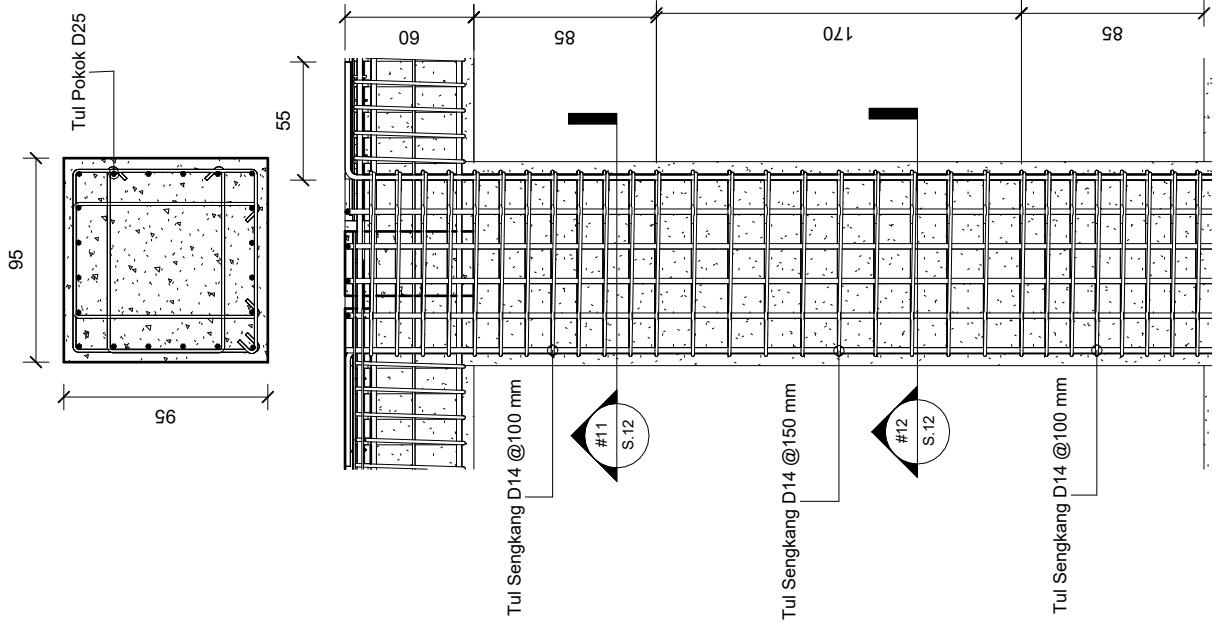 Tul Pokok D25
95
95
55
60
85
170
85
Tul Sengkang D14 @100 mm
#11
S.12
Tul Sengkang D14 @150 mm
#12
S.12
Tul Sengkang D14 @100 mm